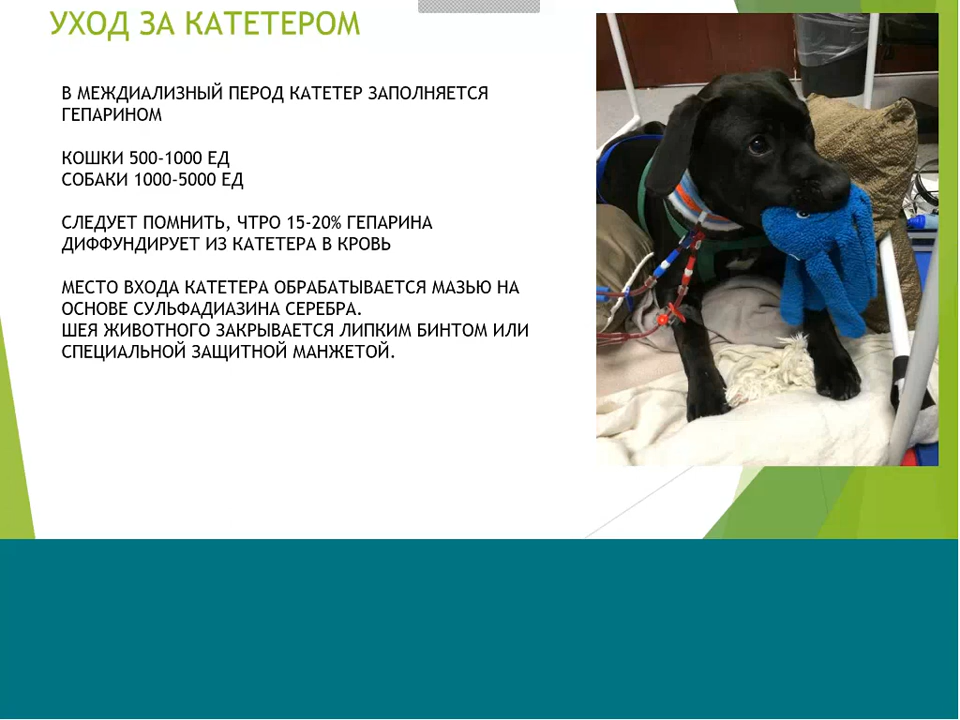 УХОД ЗА КАТЕТЕРОМ
В МЕЖДИАЛИЗНЫЙ ПЕРОД КАТЕТЕР ЗАПОЛНЯЕТСЯ
ГЕПАРИНОМ
КОШКИ 500-1000 ЕД
СОБАКИ 1000-5000 ЕД
СЛЕДУЕТ ПОМНИТЬ, ЧТРО 15-20% ГЕПАРИНА
ДИФФУНДИРУЕТ ИЗ КАТЕТЕРА В КРОВЬ
МЕСТО ВХОДА КАТЕТЕРА ОБРАБАТЫВАЕТСЯ МАЗЬЮ НА
ОСНОВЕ СУЛЬФАДИАЗИНА СЕРЕБРА.
ШЕЯ ЖИВОТНОГО ЗАКРЫВАЕТСЯ ЛИПКИМ БИНТОМ ИЛИ
СПЕЦИАЛЬНОЙ ЗАЩИТНОЙ МАНЖЕТОЙ.